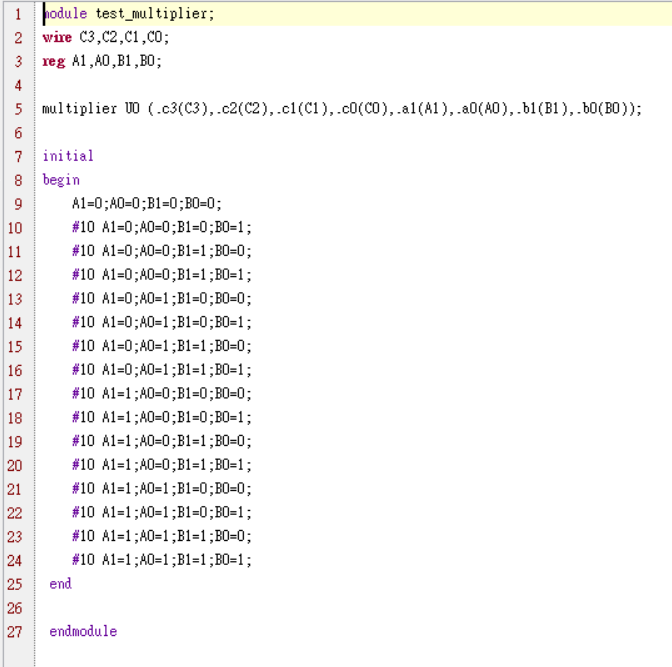 1 module test_multiplier;
2 wire C3,C2,C1,C0;
3 reg A1,A0,B1,B0;
4
5 multiplier U0 (.c3(C3),.c2(C2),.c1(C1),.c0(C0),.a1(A1),.a0(A0),.b1(B1),.b0(B0));
6
7 initial
8 begin
9 A1=0;A0=0;B1=0;B0=0;
10 #10 A1=0;A0=0;B1=0;B0=1;
11 #10 A1=0;A0=0;B1=1;B0=0;
12 #10 A1=0;A0=0;B1=1;B0=1;
13 #10 A1=0;A0=1;B1=0;B0=0;
14 #10 A1=0;A0=1;B1=0;B0=1;
15 #10 A1=0;A0=1;B1=1;B0=0;
16 #10 A1=0;A0=1;B1=1;B0=1;
17 #10 A1=1;A0=0;B1=0;B0=0;
18 #10 A1=1;A0=0;B1=0;B0=1;
19 #10 A1=1;A0=0;B1=1;B0=0;
20 #10 A1=1;A0=0;B1=1;B0=1;
21 #10 A1=1;A0=1;B1=0;B0=0;
22 #10 A1=1;A0=1;B1=0;B0=1;
23 #10 A1=1;A0=1;B1=1;B0=0;
24 #10 A1=1;A0=1;B1=1;B0=1;
25 end
26
27 endmodule